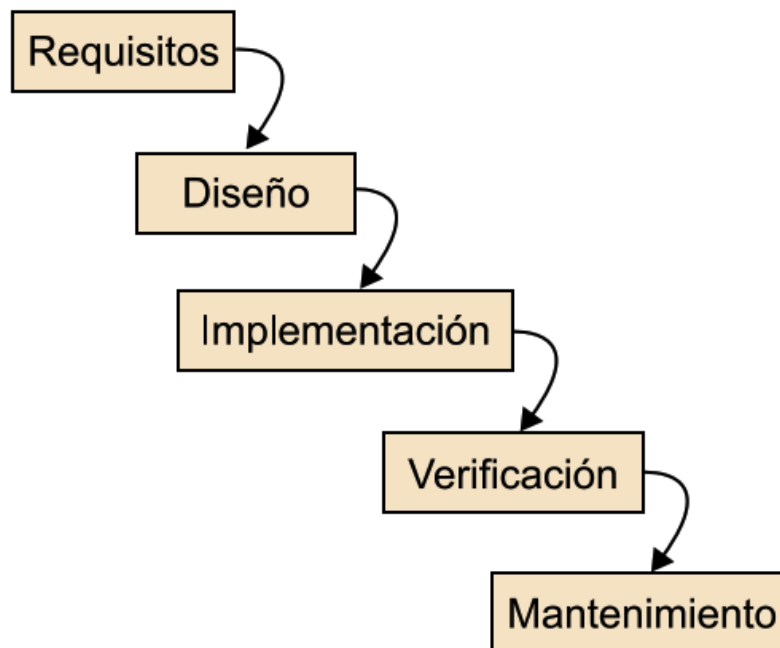 Requisitos
Diseño
Implementación
Verificación
Mantenimiento